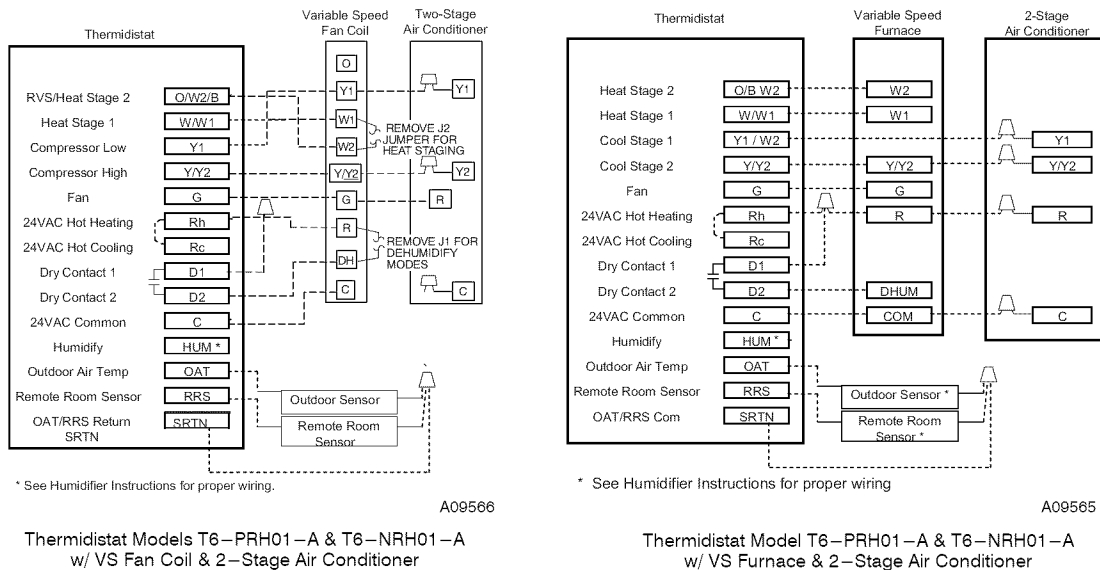 Thermidistat
Variable Speed
Fan Coil
Two-Stage
Air Conditioner
RVS/Heat Stage 2
O/W2/B
Heat Stage 1
W/W1
Compressor Low
Y1
Compressor High
Y/Y2
Fan
G
24VAC Hot Heating
Rh
24VAC Hot Cooling
Rc
Dry Contact 1
D1
Dry Contact 2
D2
24VAC Common
C
Humidify
HUM *
Outdoor Air Temp
OAT
Remote Room Sensor
RRS
OAT/RRS Return
SRTN
SRTN
O
Y1
W1
W2
Y/Y2
G
R
DH
C
REMOVE J2
JUMPER FOR
HEAT STAGING
REMOVE J1 FOR
DEHUMIDIFY
MODES
Y1
Y2
R
C
Outdoor Sensor
Remote Room
Sensor
* See Humidifier Instructions for proper wiring.
A09566
Thermidistat Models T6-PRH01-A & T6-NRH01-A
w/ VS Fan Coil & 2-Stage Air Conditioner
Thermidistat
Variable Speed
Furnace
2-Stage
Air Conditioner
Heat Stage 2
O/B W2
W2
Heat Stage 1
W/W1
W1
Cool Stage 1
Y1 / W2
Y1
Cool Stage 2
Y/Y2
Y/Y2
Y/Y2
Fan
G
G
24VAC Hot Heating
Rh
R
R
24VAC Hot Cooling
Rc
Dry Contact 1
D1
Dry Contact 2
D2
DHUM
24VAC Common
C
COM
C
Humidify
HUM *
Outdoor Air Temp
OAT
Remote Room Sensor
RRS
OAT/RRS Com
SRTN
Outdoor Sensor *
Remote Room
Sensor *
* See Humidifier Instructions for proper wiring
A09565
Thermidistat Model T6-PRH01-A & T6-NRH01-A
w/ VS Furnace & 2-Stage Air Conditioner